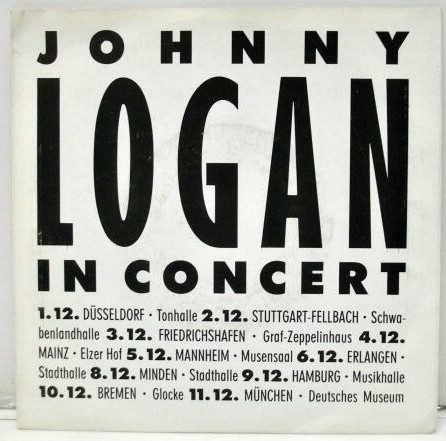 JOHNNY
LOGAN
IN CONCERT
1.12. DÜSSELDORF · Tonhalle 2.12. STUTTGART-FELLBACH · Schwa-
benlandhalle 3.12. FRIEDRICHSHAFEN · Graf-Zeppelinhaus 4.12.
MAINZ · Elzer Hof 5.12. MANNHEIM · Musensaal 6.12. ERLANGEN ·
Stadthalle 8.12. MINDEN · Stadthalle 9.12. HAMBURG · Musikhalle
10.12. BREMEN · Glocke 11.12. MÜNCHEN · Deutsches Museum